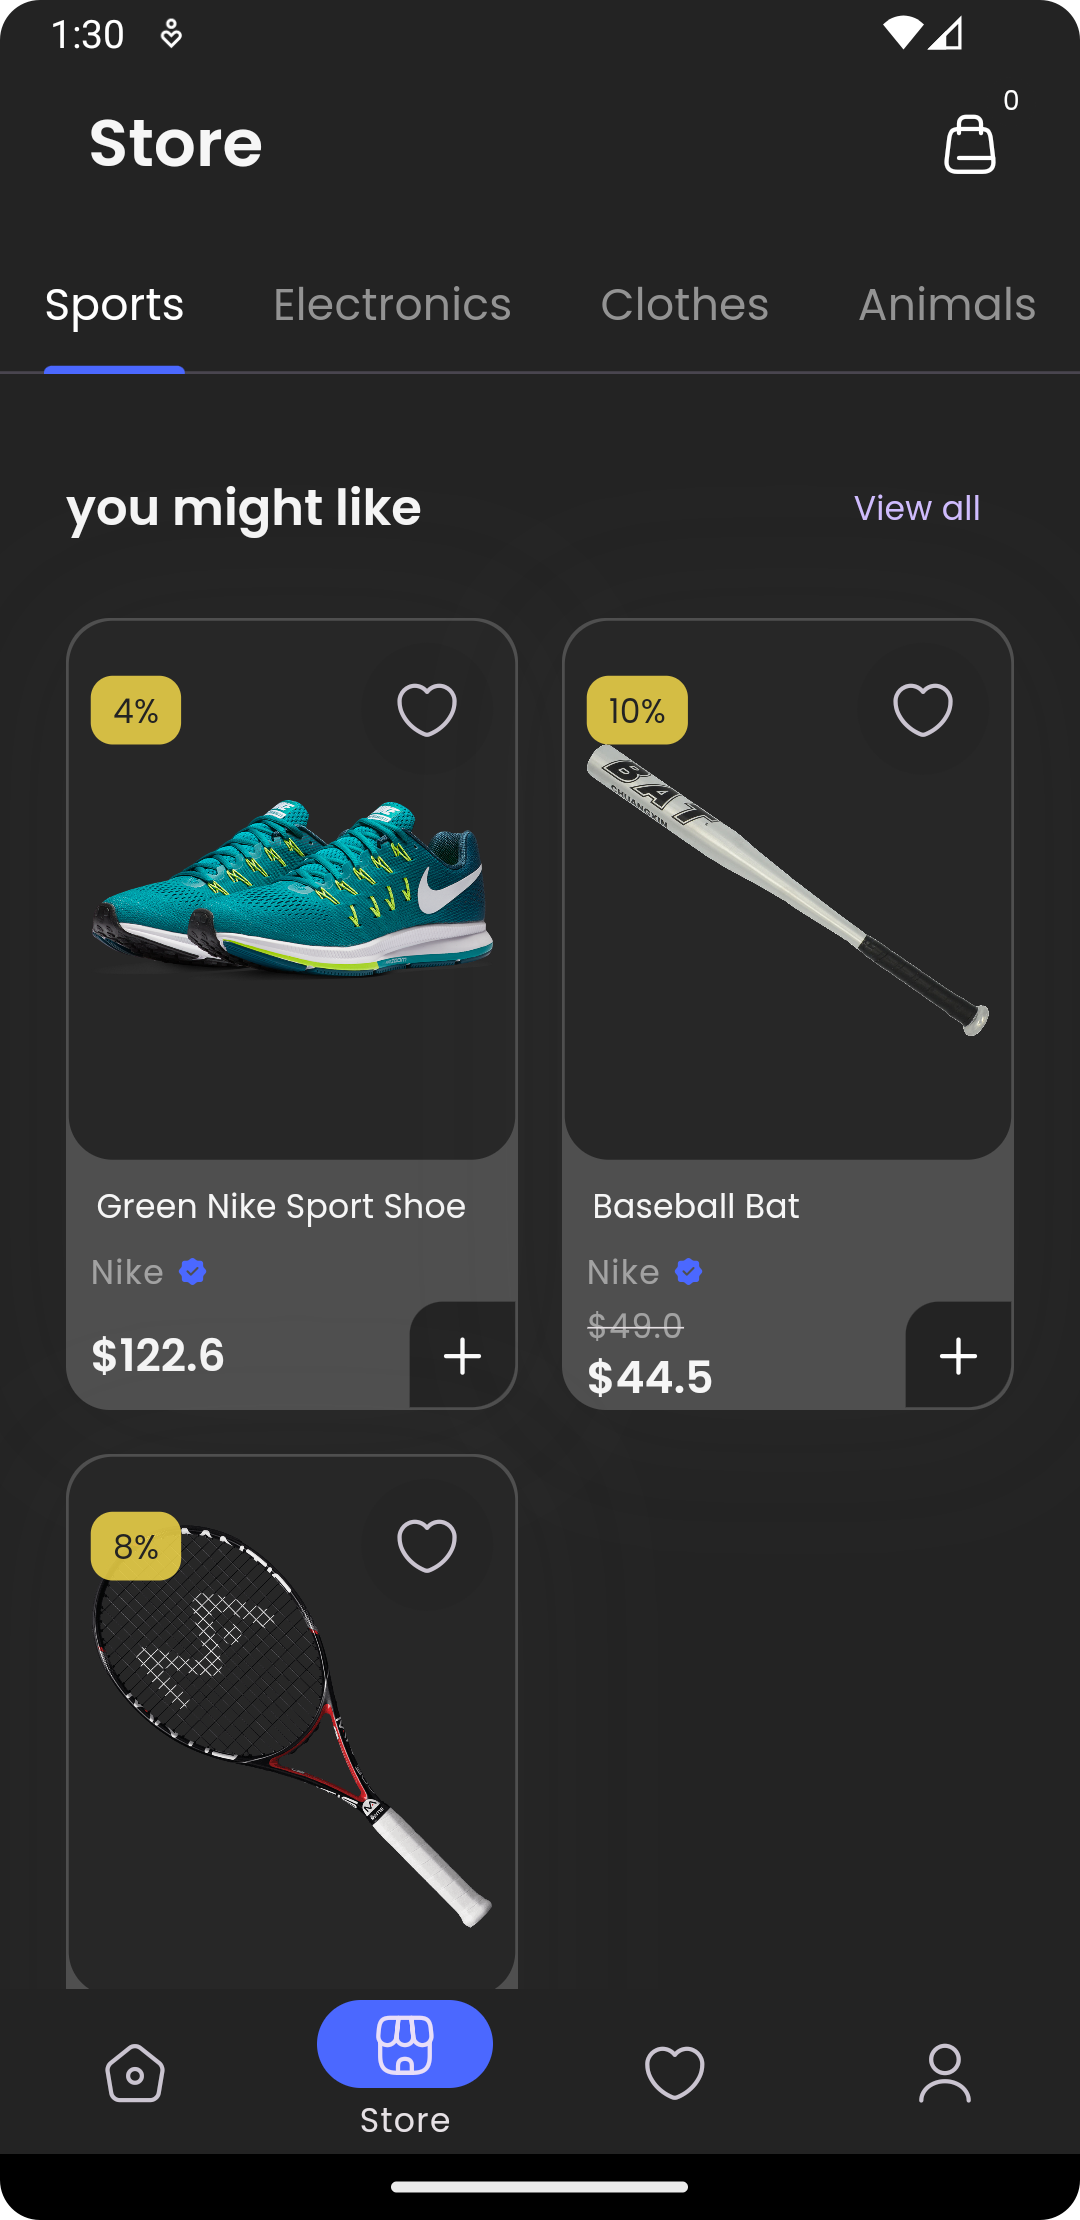 1:30
Store
0
Sports
Electronics
Clothes
Animals
you might like
View all
4%
10%
BAT
CHUANGXIN
Green Nike Sport Shoe
Baseball Bat
Nike
Nike
$49.0
$122.6
$44.5
8%
Store